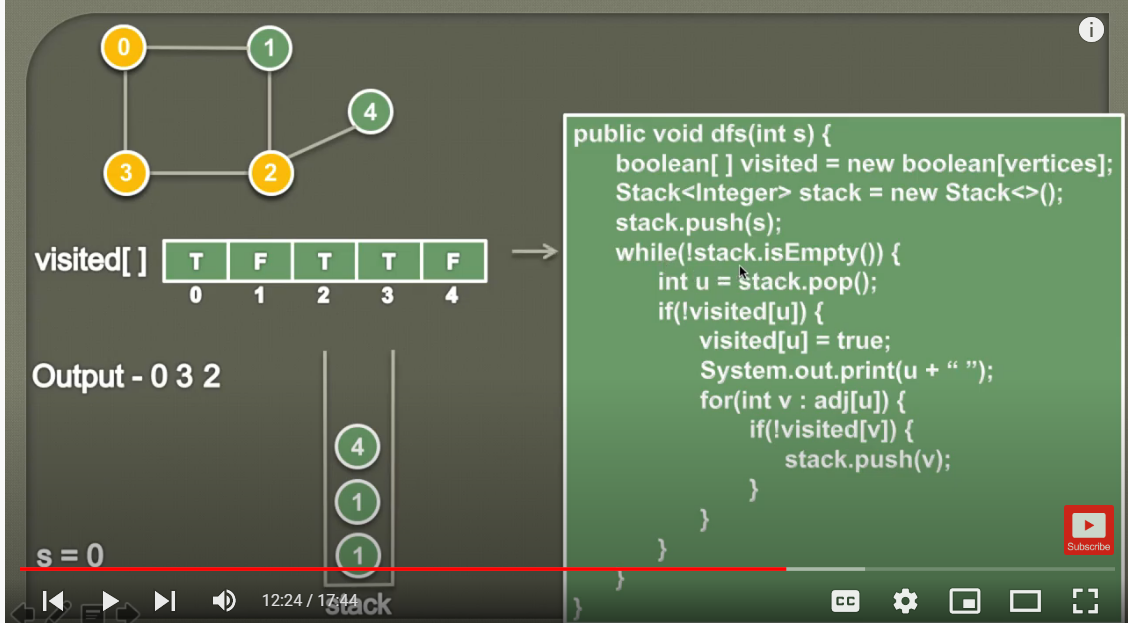 0 1
4
3 2
visited[ ] T F T T F
0 1 2 3 4
Output - 0 3 2
4
1
1
s = 0
stack
public void dfs(int s) {
boolean[ ] visited = new boolean[vertices];
Stack<Integer> stack = new Stack<>();
stack.push(s);
while(!stack.isEmpty()) {
int u = stack.pop();
if(!visited[u]) {
visited[u] = true;
System.out.print(u + “ ”);
for(int v : adj[u]) {
if(!visited[v]) {
stack.push(v);
}
}
}
}
}
i
Subscribe
12:24 / 17:44
CC